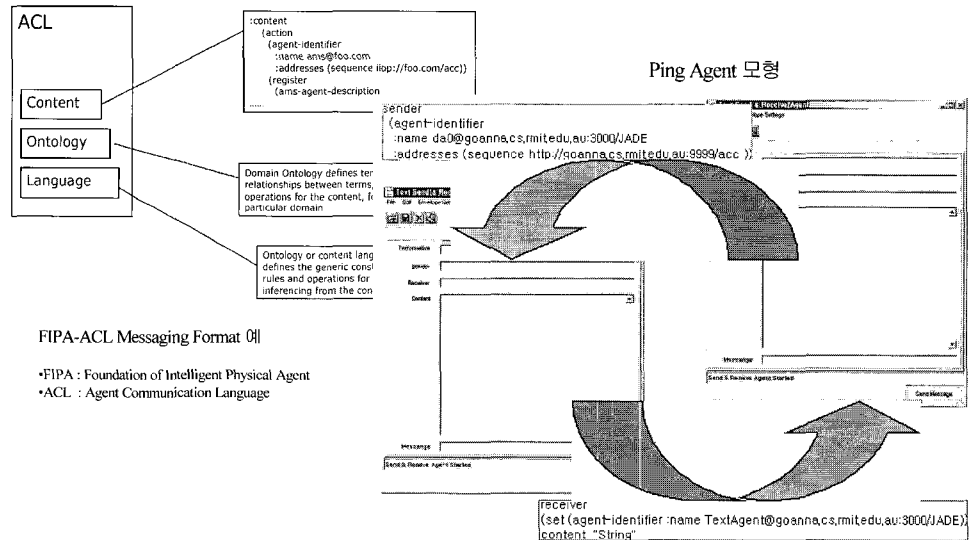 ACL
Content
Ontology
Language
:content
(action
(agent-identifier
:name ams@foo.com
:addresses (sequence iiop://foo.com/acc))
(register
(ams-agent-description
......
Domain Ontology defines ter
relationships between terms,
operations for the content, f
particular domain
Ontology or content lang
defines the generic const
rules and operations for
inferencing from the con
FIPA-ACL Messaging Format 예
•FIPA : Foundation of Intelligent Physical Agent
•ACL : Agent Communication Language
Ping Agent 모형
sender
(agent-identifier
:name da0@goanna,cs,rmit,edu,au:3000/JADE
:addresses (sequence http://goanna,cs,rmit,edu,au:9999/acc ))
Receiver
Content
Message
Send & Receive Agent Started
Message
Send & Receive Agent Started
Send Message
receiver
(set (agent-identifier :name TextAgent@goanna,cs,rmit,edu,au:3000/JADE))
content "String"